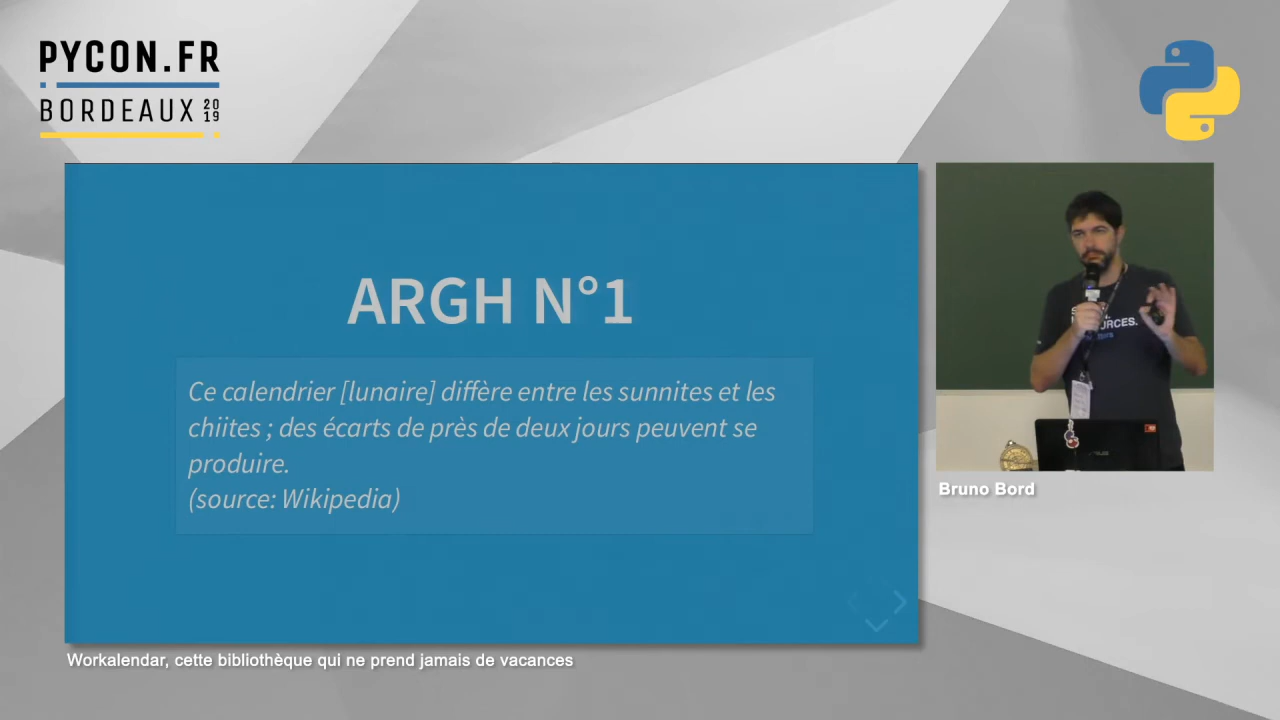 PYCON.FR
BORDEAUX 2019
ARGH N°1
Ce calendrier [lunaire] diffère entre les sunnites et les
chiites ; des écarts de près de deux jours peuvent se
produire.
(source: Wikipedia)
Bruno Bord
Workalendar, cette bibliothèque qui ne prend jamais de vacances